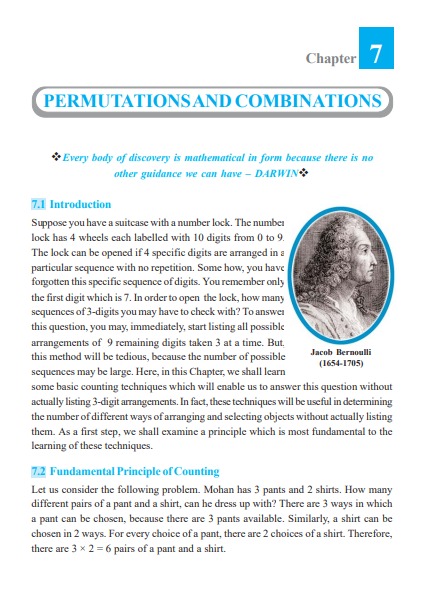 Chapter 7
PERMUTATIONS AND COMBINATIONS
❖Every body of discovery is mathematical in form because there is no
other guidance we can have – DARWIN❖
7.1 Introduction
Suppose you have a suitcase with a number lock. The number
lock has 4 wheels each labelled with 10 digits from 0 to 9.
The lock can be opened if 4 specific digits are arranged in a
particular sequence with no repetition. Some how, you have
forgotten this specific sequence of digits. You remember only
the first digit which is 7. In order to open the lock, how many
sequences of 3-digits you may have to check with? To answer
this question, you may, immediately, start listing all possible
arrangements of 9 remaining digits taken 3 at a time. But,
this method will be tedious, because the number of possible
sequences may be large. Here, in this Chapter, we shall learn
some basic counting techniques which will enable us to answer this question without
actually listing 3-digit arrangements. In fact, these techniques will be useful in determining
the number of different ways of arranging and selecting objects without actually listing
them. As a first step, we shall examine a principle which is most fundamental to the
learning of these techniques.
Jacob Bernoulli
(1654-1705)
7.2 Fundamental Principle of Counting
Let us consider the following problem. Mohan has 3 pants and 2 shirts. How many
different pairs of a pant and a shirt, can he dress up with? There are 3 ways in which
a pant can be chosen, because there are 3 pants available. Similarly, a shirt can be
chosen in 2 ways. For every choice of a pant, there are 2 choices of a shirt. Therefore,
there are 3 × 2 = 6 pairs of a pant and a shirt.